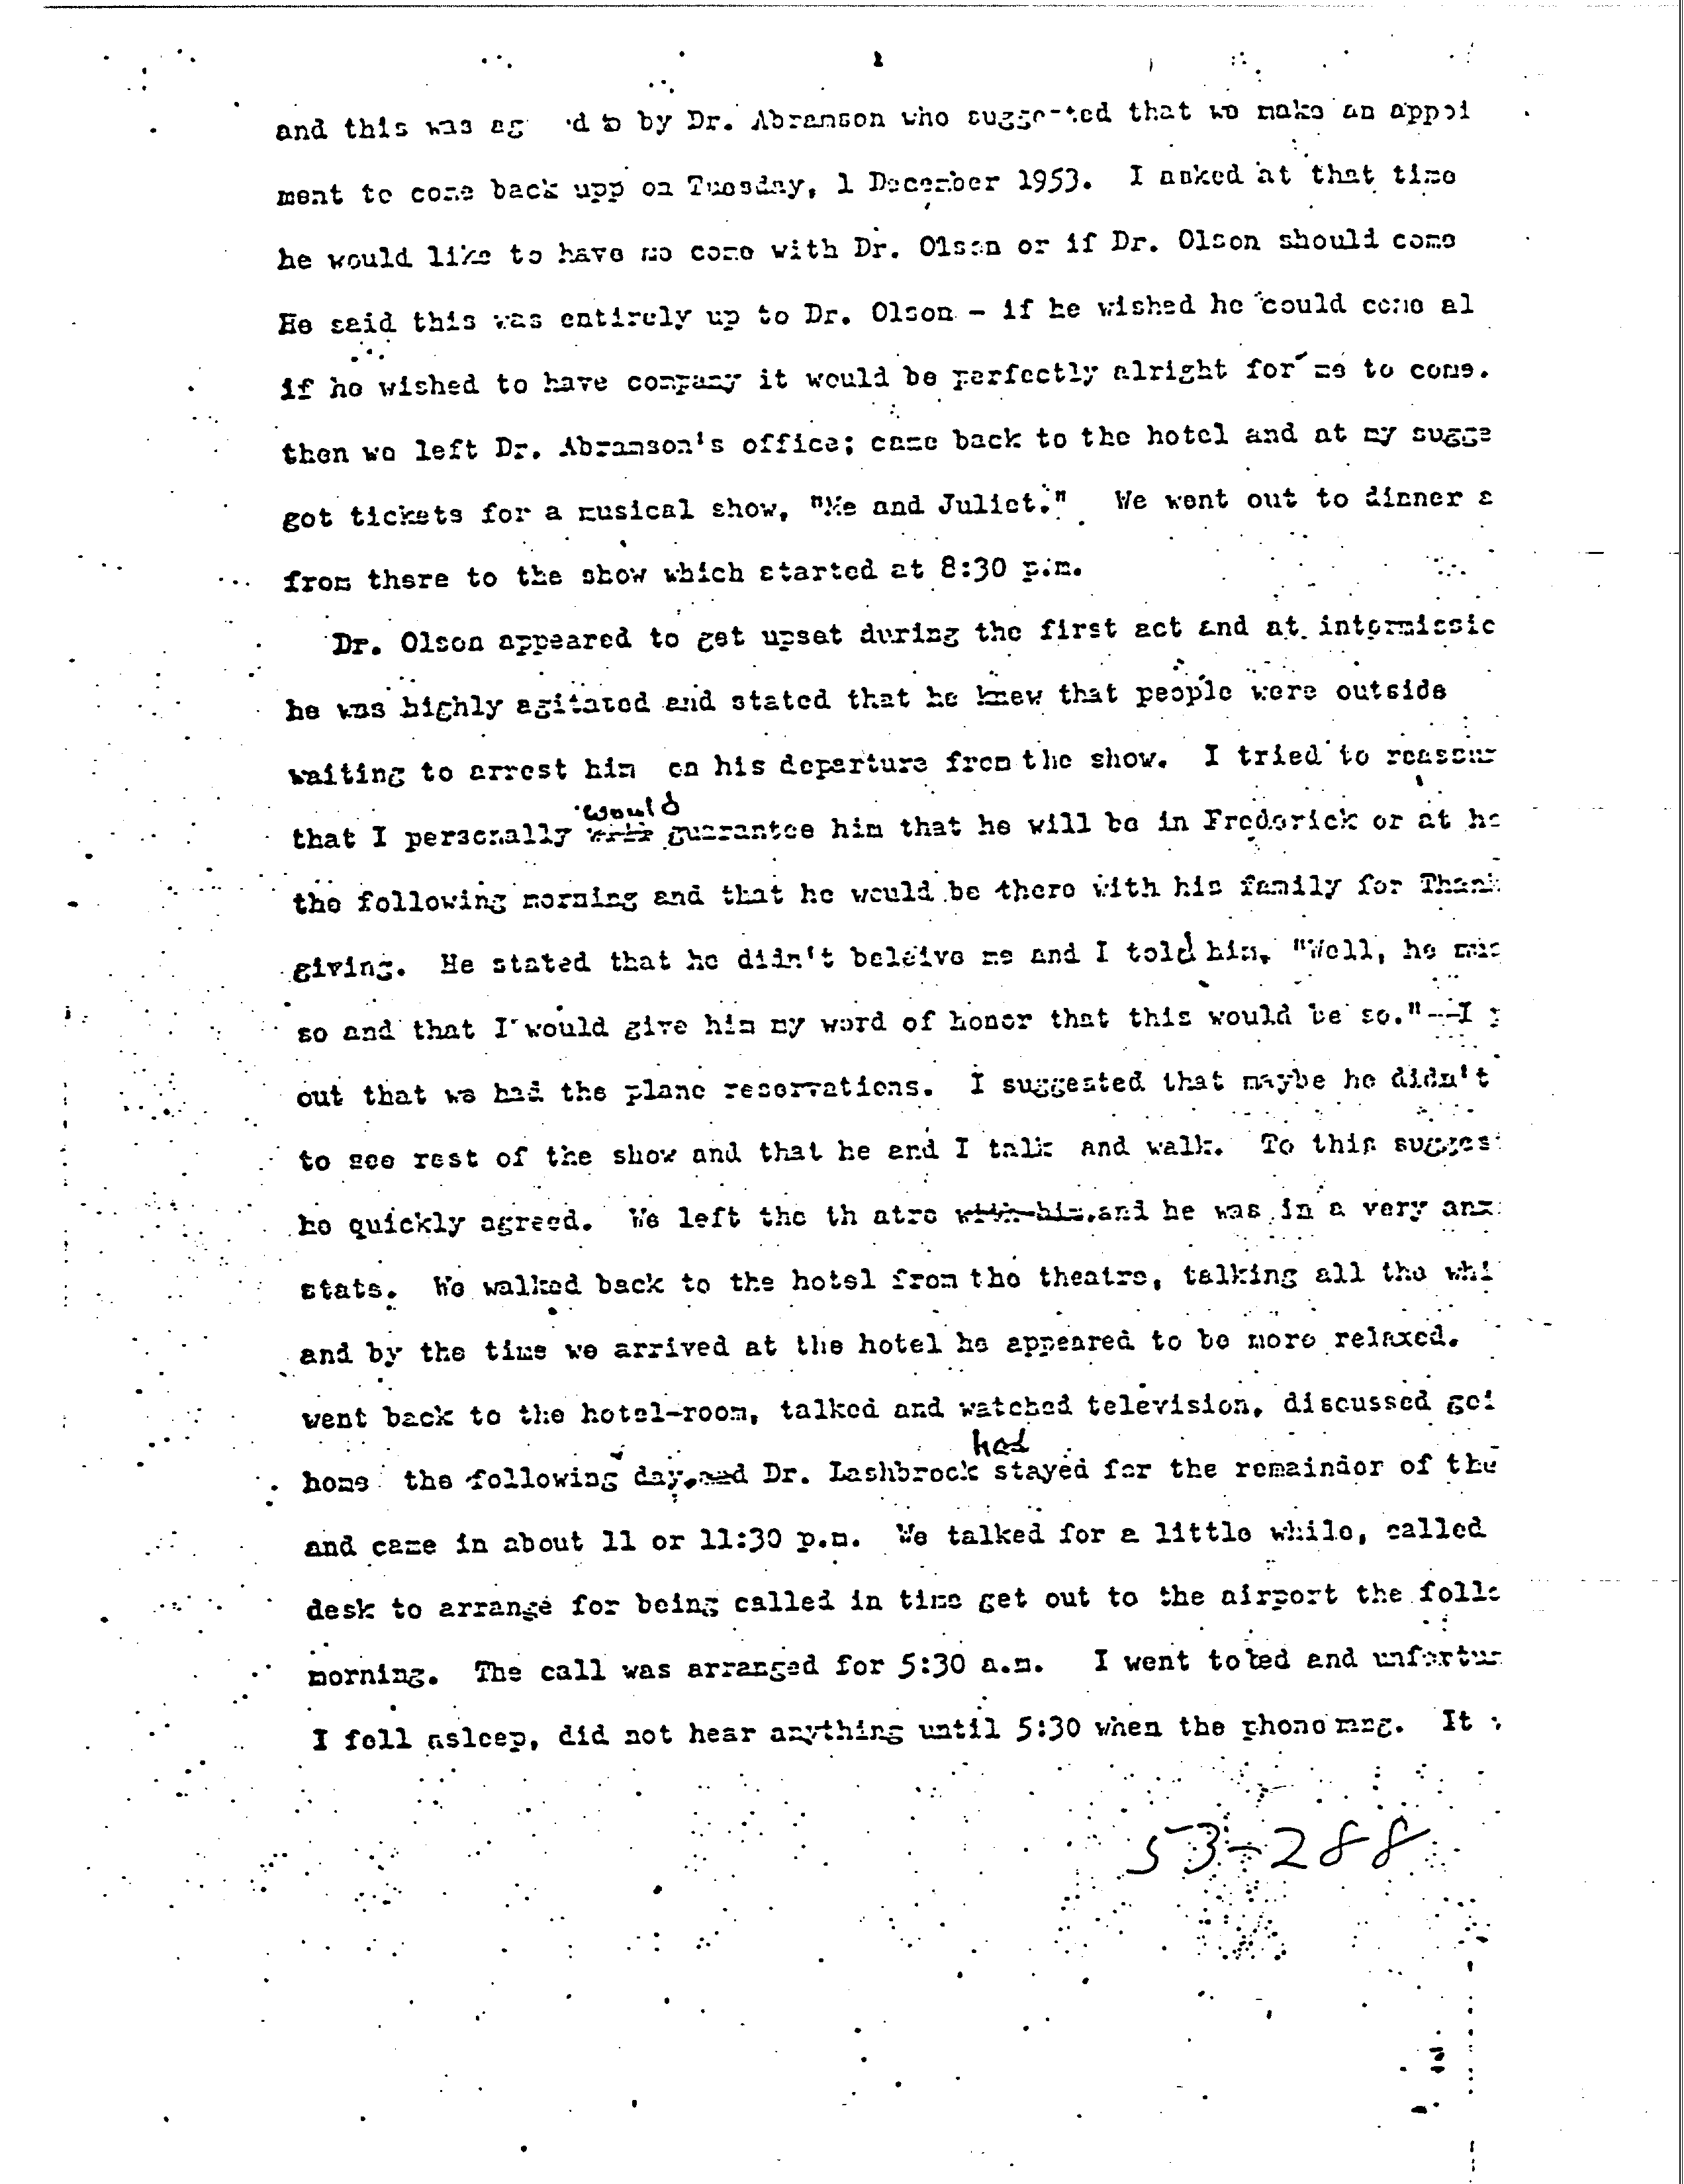 and this was ag 'd to by Dr. Abramson who suggested that we make an appoi
ment to come back upp on Tuesday, 1 December 1953. I asked at that time
he would like to have me come with Dr. Olson or if Dr. Olson should come
He said this was entirely up to Dr. Olson - if he wished he could come al
if he wished to have company it would be perfectly alright for me to come.
then we left Dr. Abramson's office; came back to the hotel and at my sugge
got tickets for a musical show, "Me and Juliet." We went out to dinner a
from there to the show which started at 8:30 p.m.
Dr. Olson appeared to get upset during the first act and at intermissio
he was highly agitated and stated that he knew that people were outside
waiting to arrest him on his departure from the show. I tried to reassur
would
that I personally guarantee him that he will be in Frederick or at ho
the following morning and that he would be there with his family for Thank
giving. He stated that he didn't beleive me and I told him, "Well, he mus
so and that I would give him my word of honor that this would be so."--I p
out that we had the plane reservations. I suggested that maybe he didn't
to see rest of the show and that he and I talk and walk. To this sugges
he quickly agreed. We left the th atre with him,and he was in a very anx
state. We walked back to the hotel from the theatre, talking all the whi
and by the time we arrived at the hotel he appeared to be more relaxed.
went back to the hotel-room, talked and watched television, discussed goi
had
home the following day, and Dr. Lashbrook stayed for the remainder of the
and came in about 11 or 11:30 p.m. We talked for a little while, called
desk to arrange for being called in time get out to the airport the follo
morning. The call was arranged for 5:30 a.m. I went to bed and unfortun
I fell asleep, did not hear anything until 5:30 when the phone rang. It
53-288